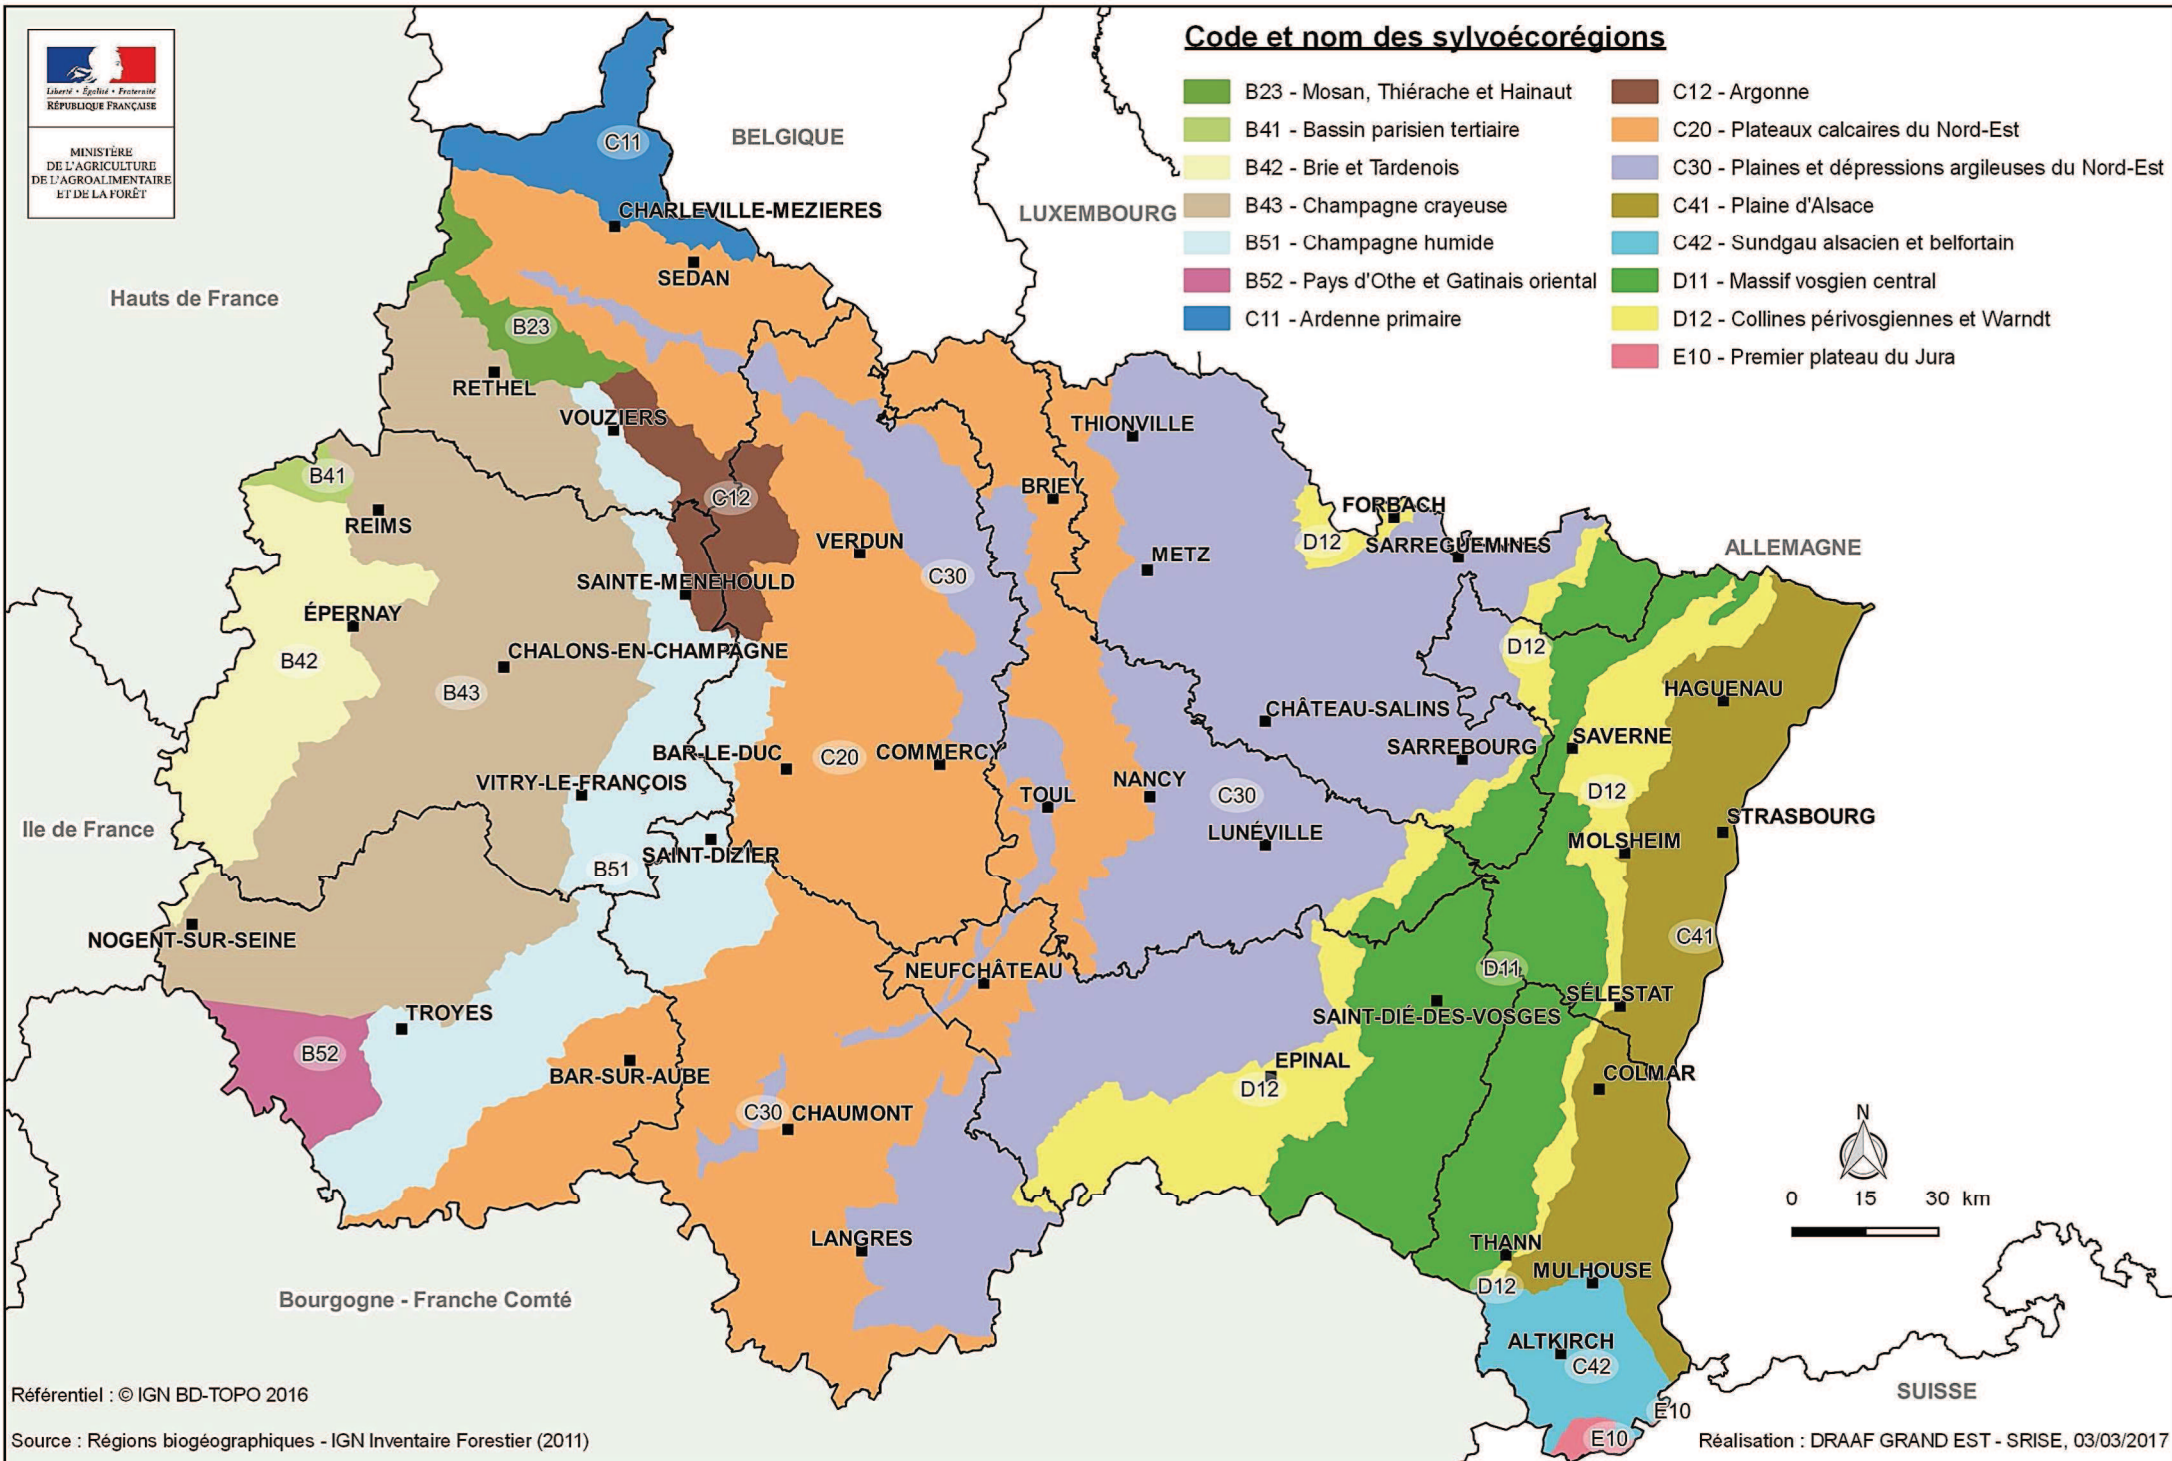 Liberté • Égalité • Fraternité
RÉPUBLIQUE FRANÇAISE
MINISTÈRE
DE L'AGRICULTURE
DE L'AGROALIMENTAIRE
ET DE LA FORÊT
Code et nom des sylvoécorégions
B23 - Mosan, Thiérache et Hainaut
B41 - Bassin parisien tertiaire
B42 - Brie et Tardenois
B43 - Champagne crayeuse
B51 - Champagne humide
B52 - Pays d'Othe et Gatinais oriental
C11 - Ardenne primaire
C12 - Argonne
C20 - Plateaux calcaires du Nord-Est
C30 - Plaines et dépressions argileuses du Nord-Est
C41 - Plaine d'Alsace
C42 - Sundgau alsacien et belfortain
D11 - Massif vosgien central
D12 - Collines périvosgiennes et Warndt
E10 - Premier plateau du Jura
BELGIQUE
C11
LUXEMBOURG
CHARLEVILLE-MEZIERES
SEDAN
Hauts de France
B23
RETHEL
VOUZIERS
THIONVILLE
B41
C12
BRIEY
FORBACH
REIMS
VERDUN
METZ
D12
SARREGUEMINES
ALLEMAGNE
SAINTE-MENEHOULD
C30
ÉPERNAY
CHALONS-EN-CHAMPAGNE
D12
B42
B43
HAGUENAU
CHÂTEAU-SALINS
BAR-LE-DUC
C20
COMMERCY
SARREBOURG
SAVERNE
VITRY-LE-FRANÇOIS
TOUL
NANCY
C30
D12
STRASBOURG
Ile de France
LUNÉVILLE
MOLSHEIM
SAINT-DIZIER
B51
NOGENT-SUR-SEINE
C41
NEUFCHÂTEAU
D11
SÉLESTAT
TROYES
SAINT-DIÉ-DES-VOSGES
B52
EPINAL
BAR-SUR-AUBE
D12
COLMAR
C30
CHAUMONT
N
0 15 30 km
LANGRES
THANN
MULHOUSE
D12
Bourgogne - Franche Comté
ALTKIRCH
C42
SUISSE
E10
E10
Référentiel : © IGN BD-TOPO 2016
Source : Régions biogéographiques - IGN Inventaire Forestier (2011)
Réalisation : DRAAF GRAND EST - SRISE, 03/03/2017